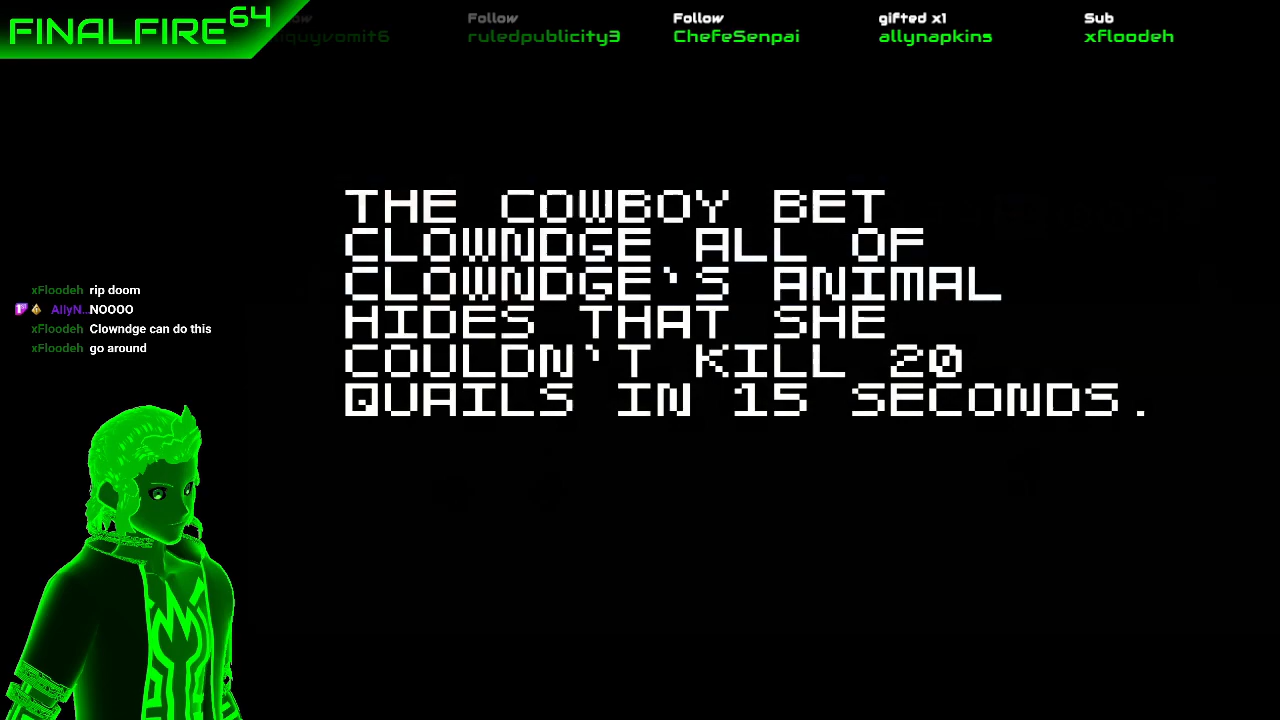 FINALFIRE64
Follow
ruledpublicity3
Follow
ChefeSenpai
gifted x1
allynapkins
Sub
xFloodeh
THE COWBOY BET
CLOWNDGE ALL OF
CLOWNDGE'S ANIMAL
HIDES THAT SHE
COULDN'T KILL 20
QUAILS IN 15 SECONDS.
xFloodeh rip doom
AllyN...NOOOO
xFloodeh Clowndge can do this
xFloodeh go around